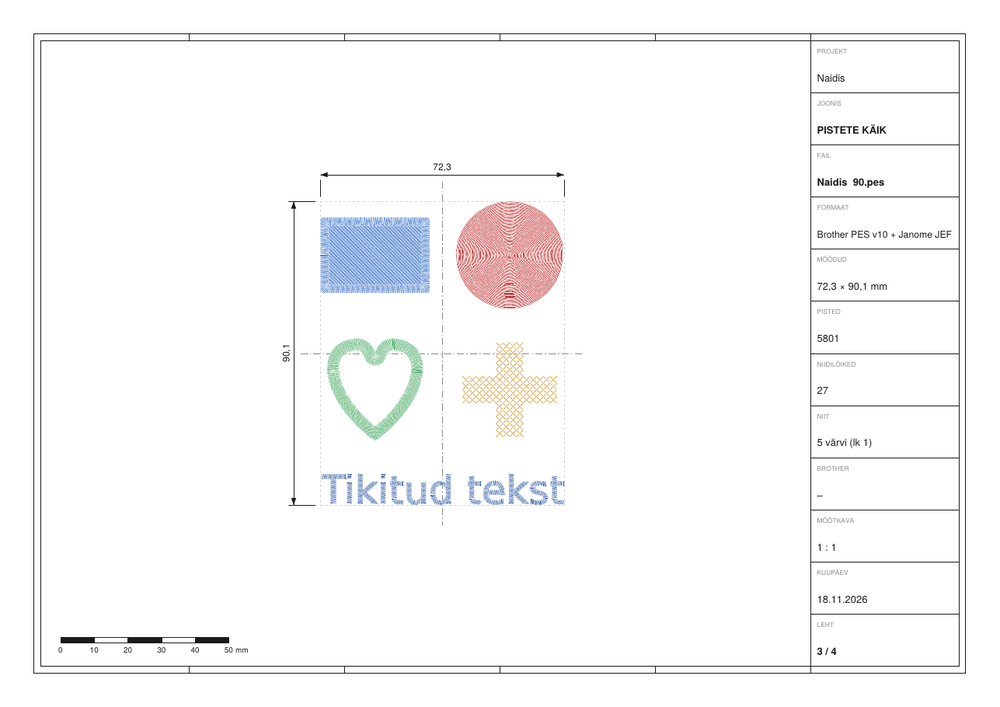 72,3
90,1
Tikitud tekst
0 10 20 30 40 50 mm
PROJEKT
Naidis
JOONIS
PISTETE KÄIK
FAIL
Naidis 90.pes
FORMAAT
Brother PES v10 + Janome JEF
MÕÕDUD
72,3 × 90,1 mm
PISTED
5801
NIIDILÕIKED
27
NIIT
5 värvi (lk 1)
BROTHER
–
MÕÕTKAVA
1 : 1
KUUPÄEV
18.11.2026
LEHT
3 / 4